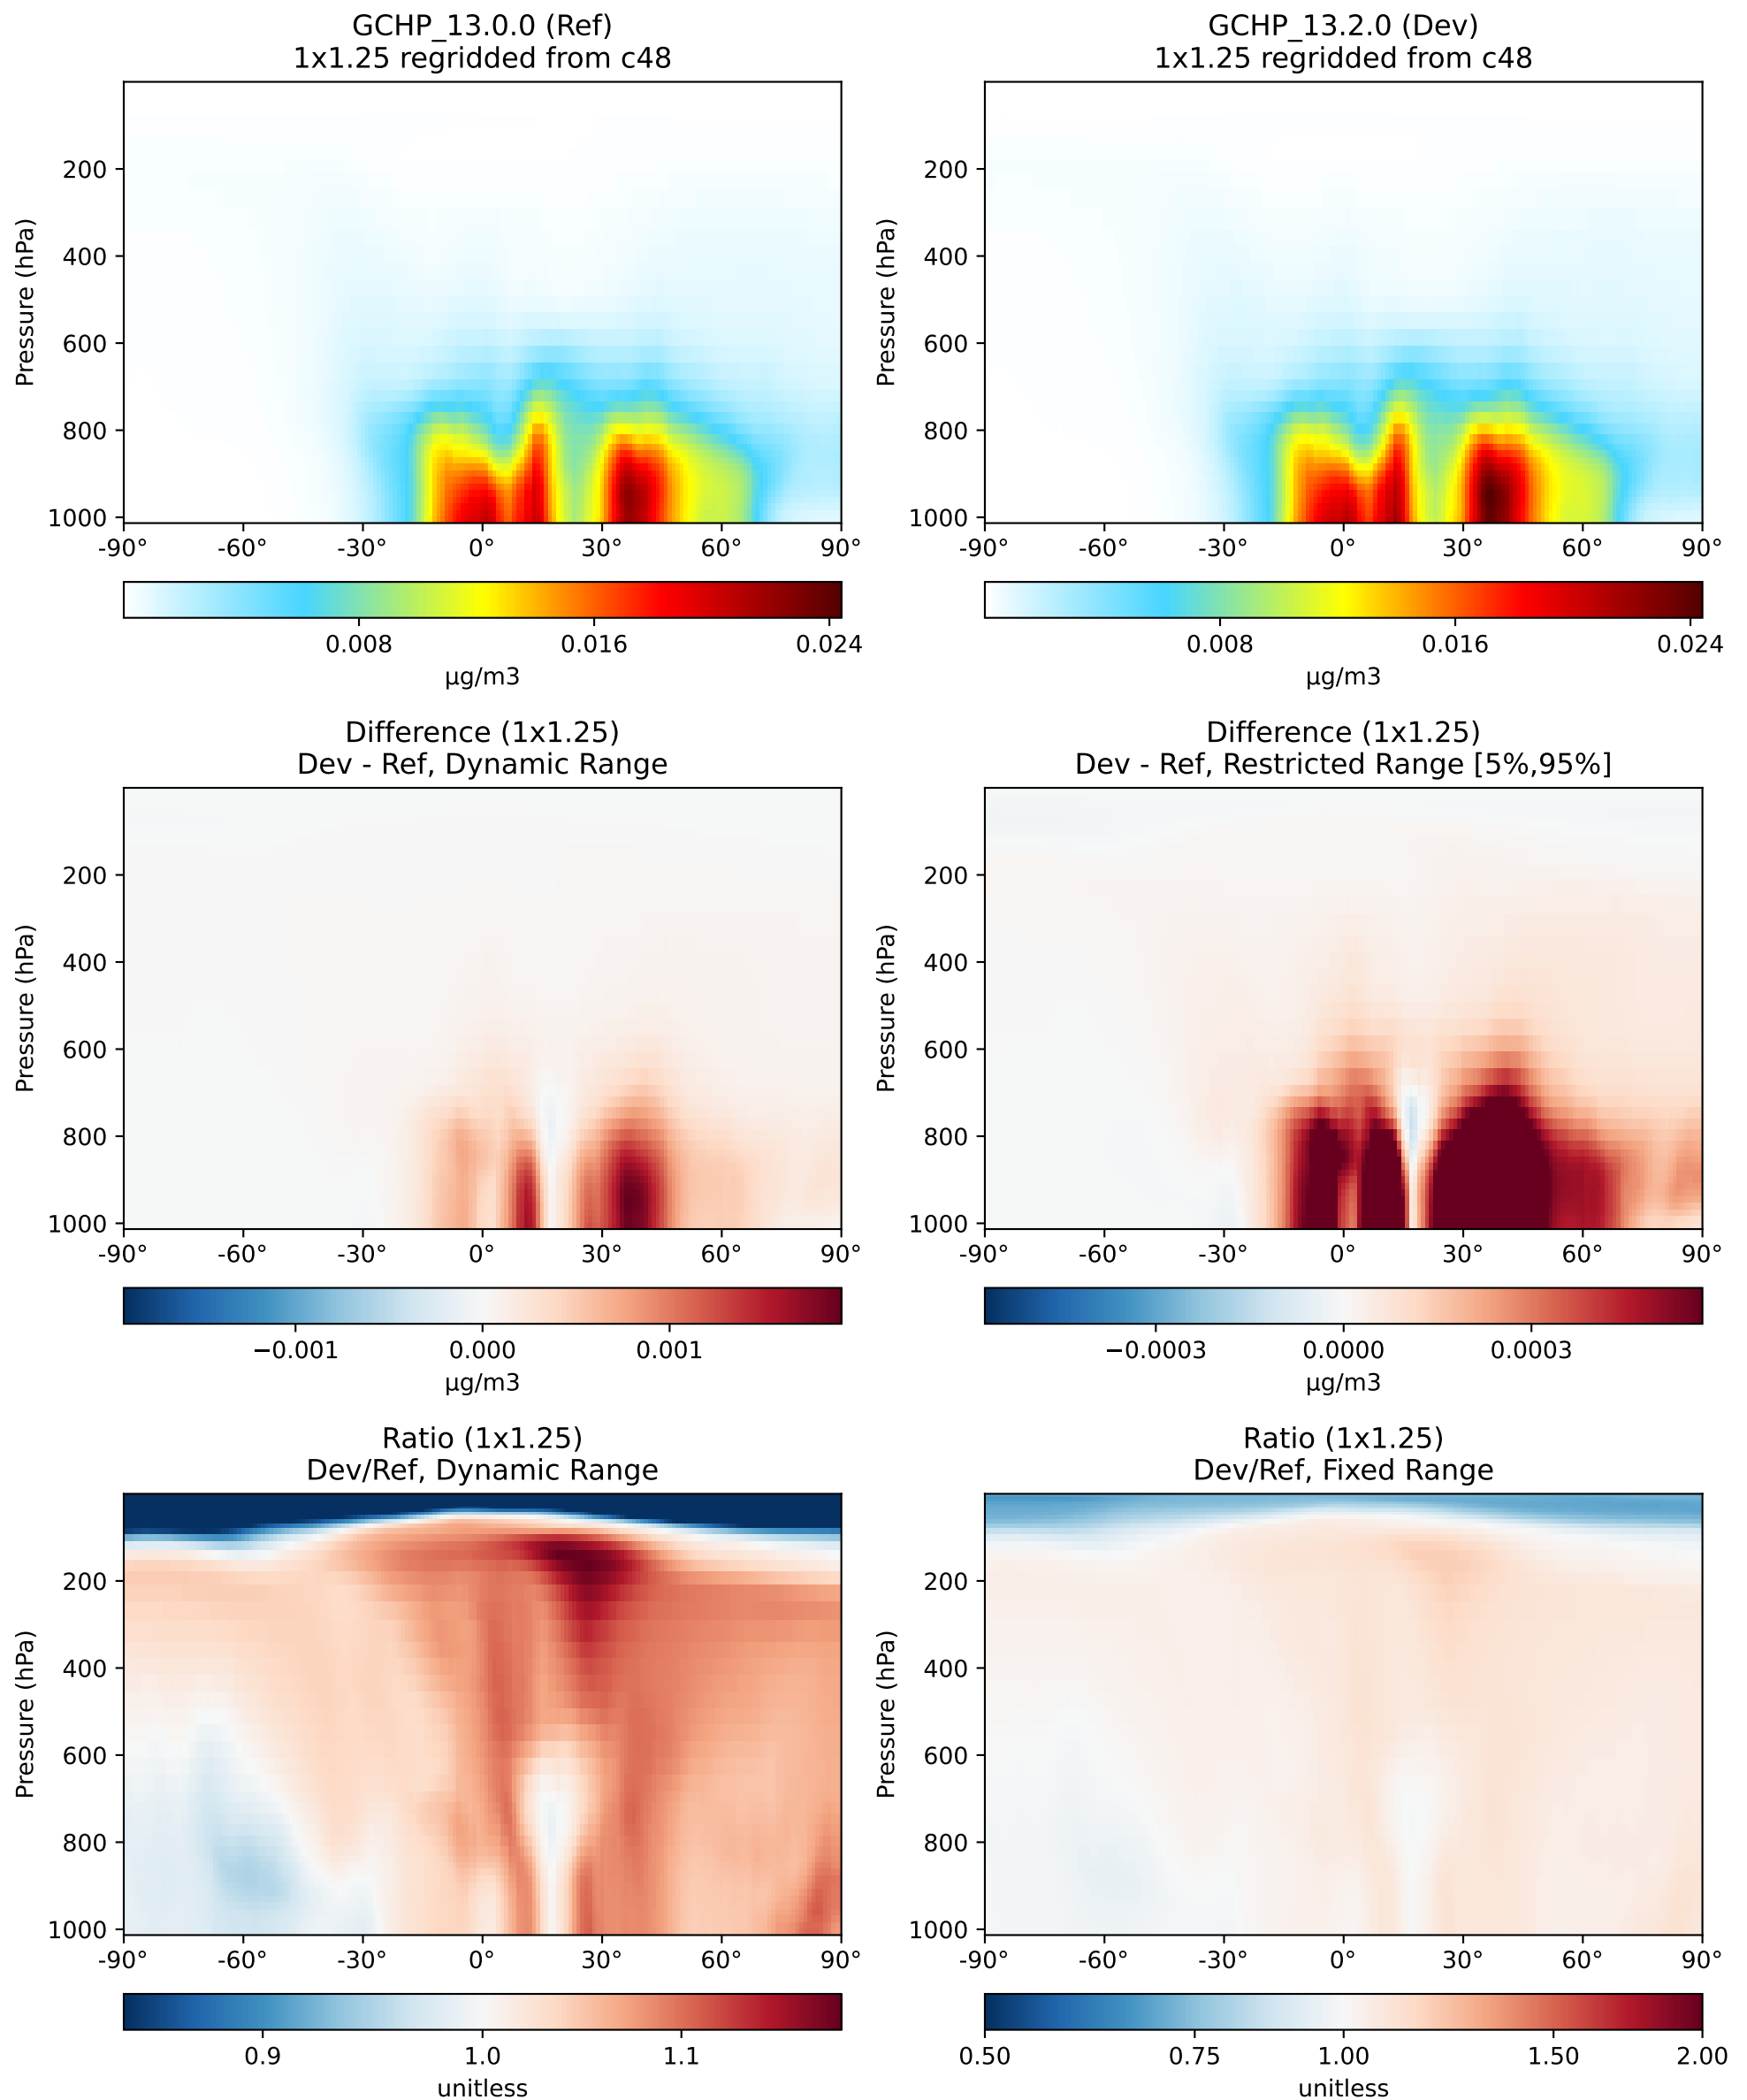 GCHP_13.0.0 (Ref)
1x1.25 regridded from c48
Pressure (hPa)
200
400
600
800
1000
-90° -60° -30° 0° 30° 60° 90°
0.008 0.016 0.024
µg/m3
GCHP_13.2.0 (Dev)
1x1.25 regridded from c48
Pressure (hPa)
200
400
600
800
1000
-90° -60° -30° 0° 30° 60° 90°
0.008 0.016 0.024
µg/m3
Difference (1x1.25)
Dev - Ref, Dynamic Range
Pressure (hPa)
200
400
600
800
1000
-90° -60° -30° 0° 30° 60° 90°
−0.001 0.000 0.001
µg/m3
Difference (1x1.25)
Dev - Ref, Restricted Range [5%,95%]
Pressure (hPa)
200
400
600
800
1000
-90° -60° -30° 0° 30° 60° 90°
−0.0003 0.0000 0.0003
µg/m3
Ratio (1x1.25)
Dev/Ref, Dynamic Range
Pressure (hPa)
200
400
600
800
1000
-90° -60° -30° 0° 30° 60° 90°
0.9 1.0 1.1
unitless
Ratio (1x1.25)
Dev/Ref, Fixed Range
Pressure (hPa)
200
400
600
800
1000
-90° -60° -30° 0° 30° 60° 90°
0.50 0.75 1.00 1.50 2.00
unitless